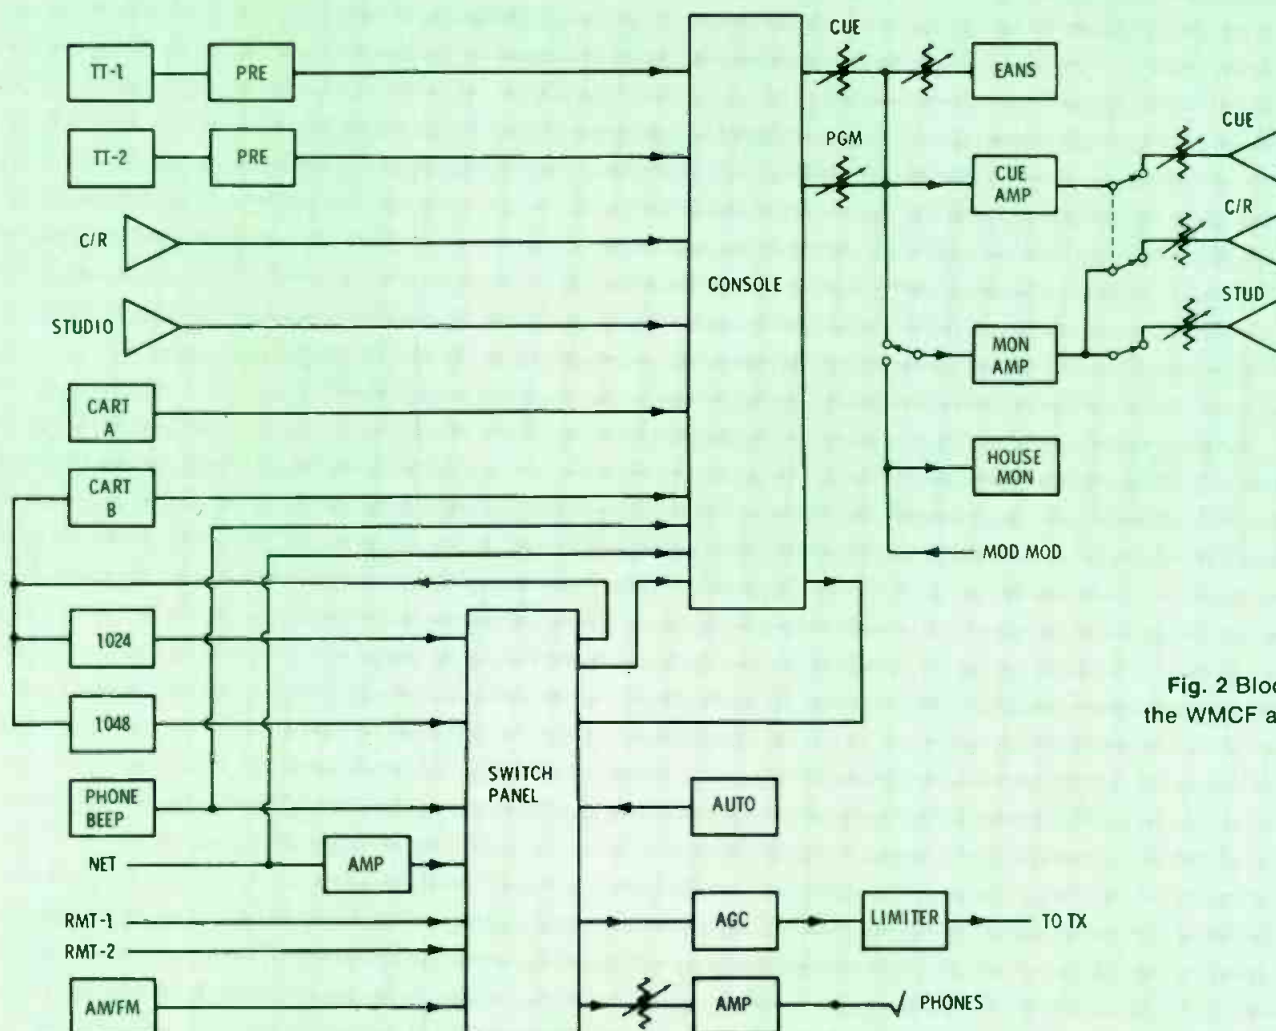 TT-1
PRE
TT-2
PRE
C/R
STUDIO
CART
A
CART
B
1024
1048
PHONE
BEEP
NET
AMP
RMT-1
RMT-2
AM/FM
CONSOLE
SWITCH
PANEL
CUE
EANS
PGM
CUE
AMP
CUE
C/R
STUD
MON
AMP
HOUSE
MON
MOD MOD
AUTO
AGC
LIMITER
TO TX
AMP
PHONES
Fig. 2 Bloc
the WMCF a